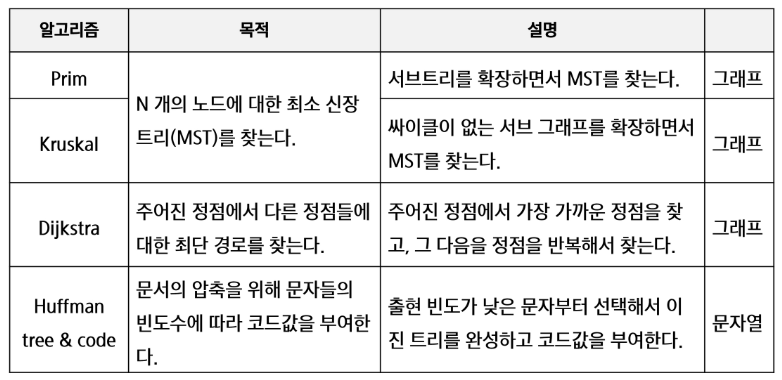 알고리즘 목적 설명
Prim
N 개의 노드에 대한 최소 신장
트리(MST)를 찾는다.
서브트리를 확장하면서 MST를 찾는다.
그래프
Kruskal
싸이클이 없는 서브 그래프를 확장하면서
MST를 찾는다.
그래프
Dijkstra
주어진 정점에서 다른 정점들에
대한 최단 경로를 찾는다.
주어진 정점에서 가장 가까운 정점을 찾
고, 그 다음을 정점을 반복해서 찾는다.
그래프
Huffman
tree & code
문서의 압축을 위해 문자들의
빈도수에 따라 코드값을 부여한
다.
출현 빈도가 낮은 문자부터 선택해서 이
진 트리를 완성하고 코드값을 부여한다.
문자열